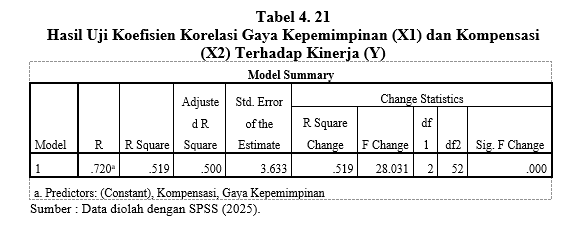 Tabel 4. 21
Hasil Uji Koefisien Korelasi Gaya Kepemimpinan (X1) dan Kompensasi
(X2) Terhadap Kinerja (Y)
Model Summary
Model R R Square Adjuste d R Square Std. Error of the Estimate Change Statistics
R Square Change F Change df 1 df2 Sig. F Change
1 .720ᵃ .519 .500 3.633 .519 28.031 2 52 .000
a. Predictors: (Constant), Kompensasi, Gaya Kepemimpinan
Sumber : Data diolah dengan SPSS (2025).